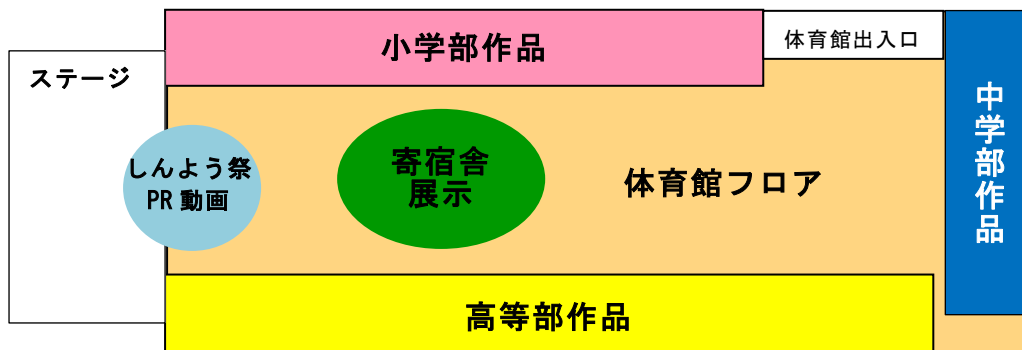 小学部作品
体育館出入口
ステージ
中学部作品
しんよう祭
PR動画
寄宿舎
展示
体育館フロア
高等部作品